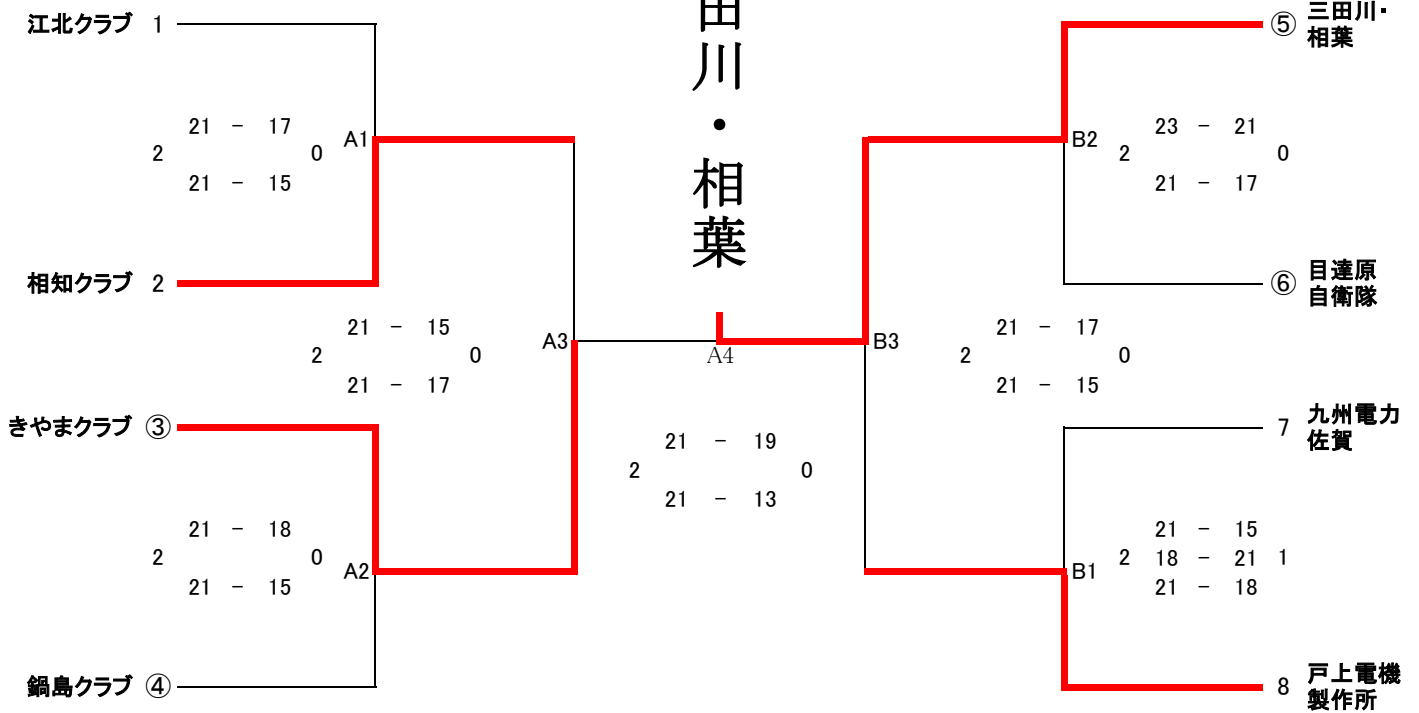 江北クラブ 1
2 21 - 17 0
21 - 15
A1
相知クラブ 2
2 21 - 15 0
21 - 17
A3
きやまクラブ ③
2 21 - 18 0
21 - 15
A2
鍋島クラブ ④
田川・相葉
A4
2 21 - 19 0
21 - 13
⑤ 三田川・
相葉
B2
2 23 - 21 0
21 - 17
⑥ 目達原
自衛隊
B3
2 21 - 17 0
21 - 15
7 九州電力
佐賀
B1
21 - 15
2 18 - 21 1
21 - 18
8 戸上電機
製作所